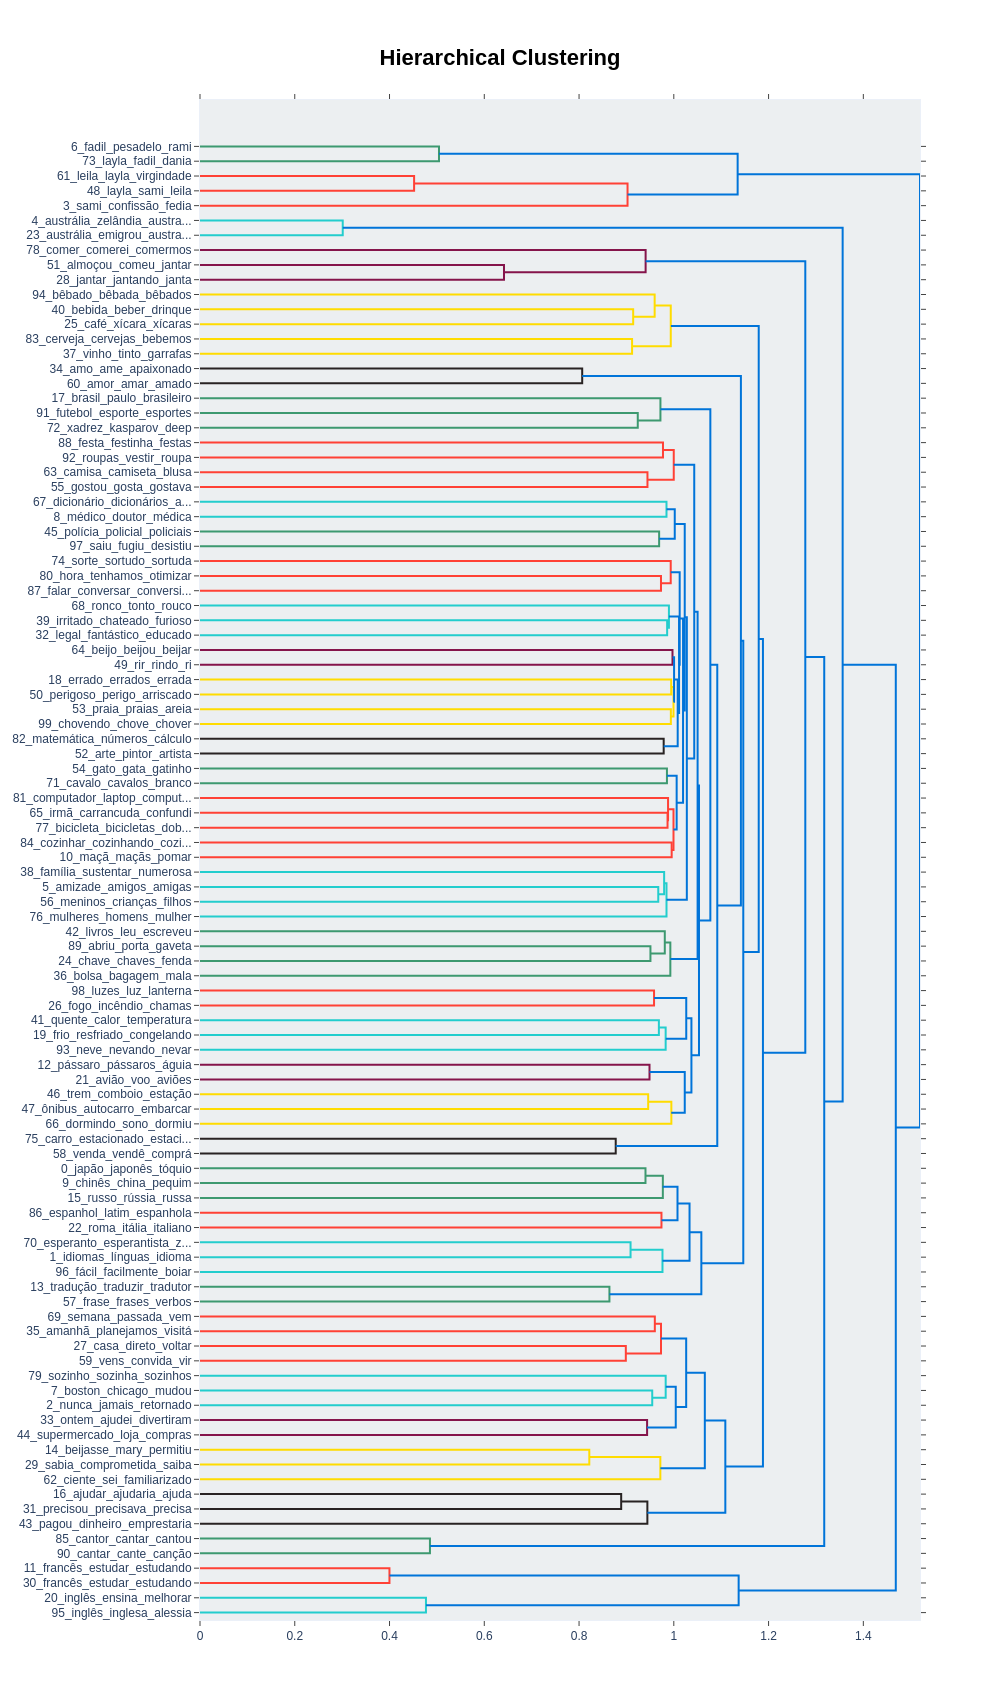 Hierarchical Clustering
6_fadil_pesadelo_rami
73_layla_fadil_dania
61_leila_layla_virgindade
48_layla_sami_leila
3_sami_confissão_fedia
4_austrália_zelândia_austra...
23_austrália_emigrou_austra...
78_comer_comerei_comermos
51_almoçou_comeu_jantar
28_jantar_jantando_janta
94_bêbado_bêbada_bêbados
40_bebida_beber_drinque
25_café_xícara_xícaras
83_cerveja_cervejas_bebemos
37_vinho_tinto_garrafas
34_amo_ame_apaixonado
60_amor_amar_amado
17_brasil_paulo_brasileiro
91_futebol_esporte_esportes
72_xadrez_kasparov_deep
88_festa_festinha_festas
92_roupas_vestir_roupa
63_camisa_camiseta_blusa
55_gostou_gosta_gostava
67_dicionário_dicionários_a...
8_médico_doutor_médica
45_polícia_policial_policiais
97_saiu_fugiu_desistiu
74_sorte_sortudo_sortuda
80_hora_tenhamos_otimizar
87_falar_conversar_conversi...
68_ronco_tonto_rouco
39_irritado_chateado_furioso
32_legal_fantástico_educado
64_beijo_beijou_beijar
49_rir_rindo_ri
18_errado_errados_errada
50_perigoso_perigo_arriscado
53_praia_praias_areia
99_chovendo_chove_chover
82_matemática_números_cálculo
52_arte_pintor_artista
54_gato_gata_gatinho
71_cavalo_cavalos_branco
81_computador_laptop_comput...
65_irmã_carrancuda_confundi
77_bicicleta_bicicletas_dob...
84_cozinhar_cozinhando_cozi...
10_maçã_maçãs_pomar
38_família_sustentar_numerosa
5_amizade_amigos_amigas
56_meninos_crianças_filhos
76_mulheres_homens_mulher
42_livros_leu_escreveu
89_abriu_porta_gaveta
24_chave_chaves_fenda
36_bolsa_bagagem_mala
98_luzes_luz_lanterna
26_fogo_incêndio_chamas
41_quente_calor_temperatura
19_frio_resfriado_congelando
93_neve_nevando_nevar
12_pássaro_pássaros_águia
21_avião_voo_aviões
46_trem_comboio_estação
47_ônibus_autocarro_embarcar
66_dormindo_sono_dormiu
75_carro_estacionado_estaci...
58_venda_vendê_comprá
0_japão_japonês_tóquio
9_chinês_china_pequim
15_russo_rússia_russa
86_espanhol_latim_espanhola
22_roma_itália_italiano
70_esperanto_esperantista_z...
1_idiomas_línguas_idioma
96_fácil_facilmente_boiar
13_tradução_traduzir_tradutor
57_frase_frases_verbos
69_semana_passada_vem
35_amanhã_planejamos_visitá
27_casa_direto_voltar
59_vens_convida_vir
79_sozinho_sozinha_sozinhos
7_boston_chicago_mudou
2_nunca_jamais_retornado
33_ontem_ajudei_divertiram
44_supermercado_loja_compras
14_beijasse_mary_permitiu
29_sabia_comprometida_saiba
62_ciente_sei_familiarizado
16_ajudar_ajudaria_ajuda
31_precisou_precisava_precisa
43_pagou_dinheiro_emprestaria
85_cantor_cantar_cantou
90_cantar_cante_canção
11_francês_estudar_estudando
30_francês_estudar_estudando
20_inglês_ensina_melhorar
95_inglês_inglesa_alessia
0 0.2 0.4 0.6 0.8 1 1.2 1.4